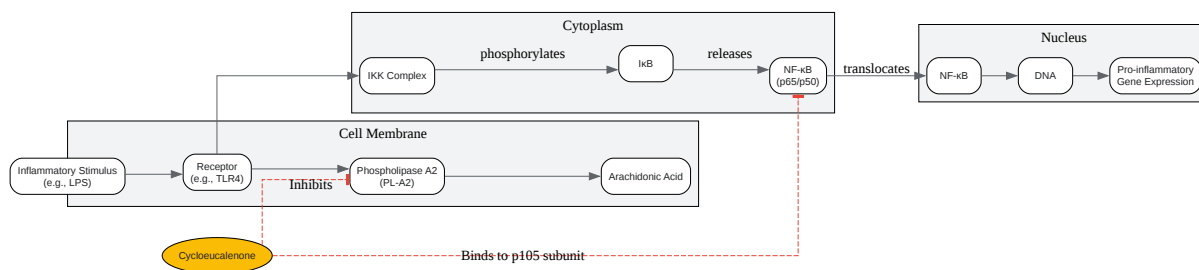 Cytoplasm
Nucleus
phosphorylates
releases
translocates
IKK Complex
IκB
NF-κB
(p65/p50)
NF-κB
DNA
Pro-inflammatory
Gene Expression
Cell Membrane
Inflammatory Stimulus
(e.g., LPS)
Receptor
(e.g., TLR4)
Inhibits
Phospholipase A2
(PL-A2)
Arachidonic Acid
Cycloeucalenone
Binds to p105 subunit